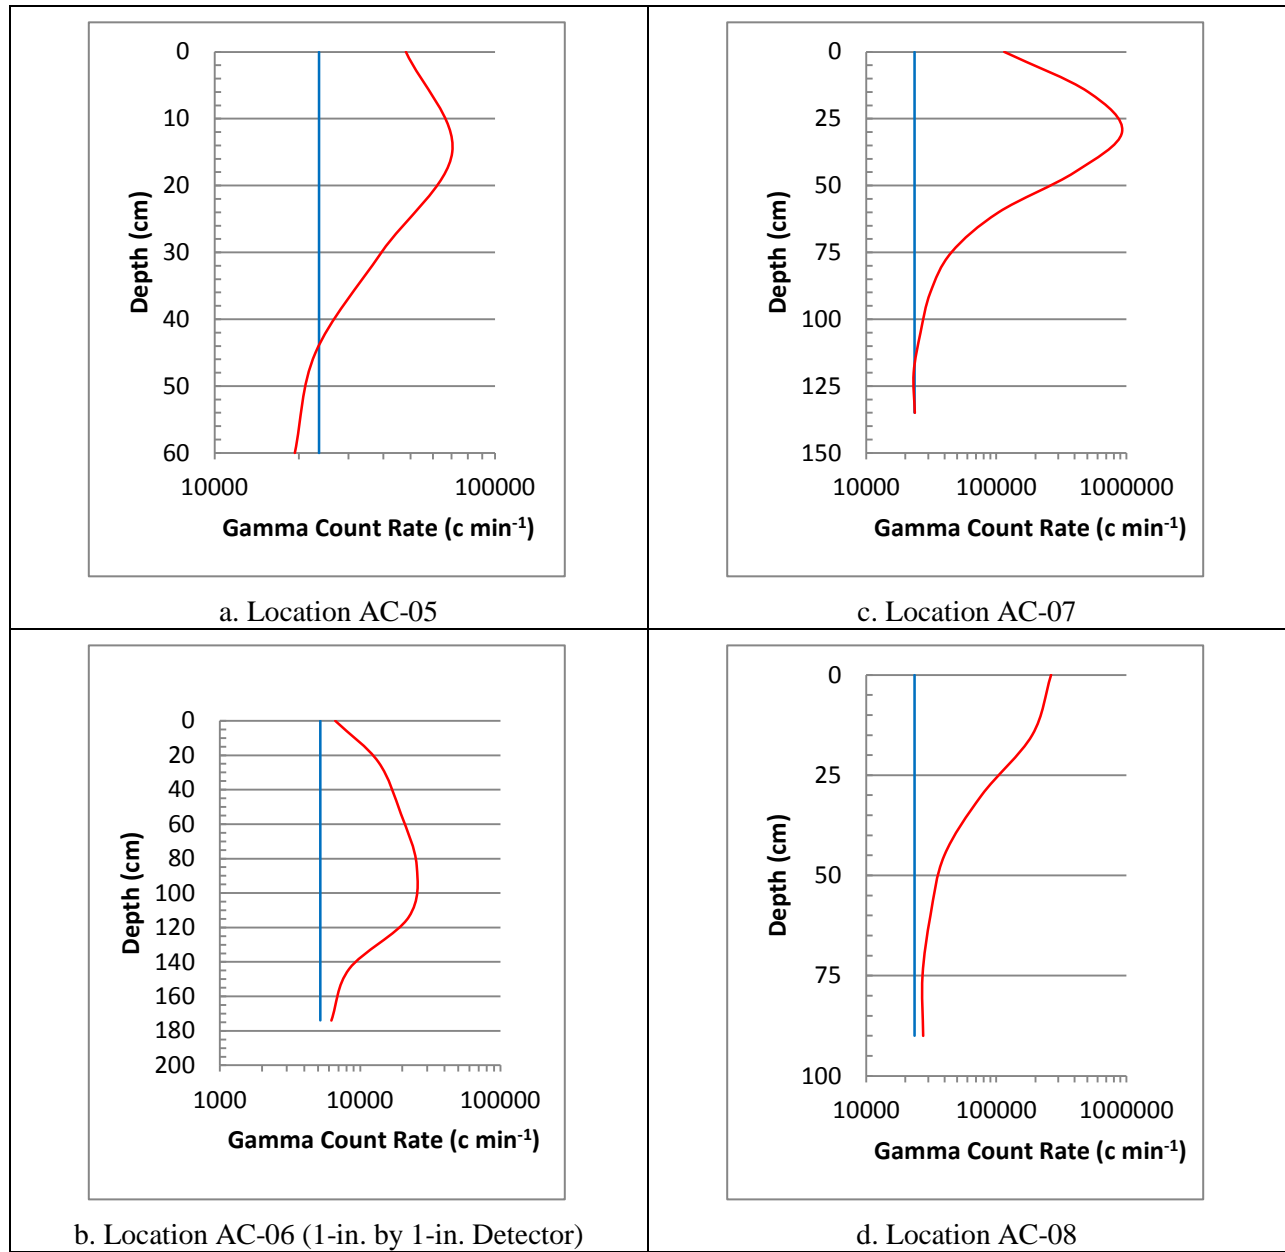 0
10
20
30
40
50
60
Depth (cm)
10000 100000
Gamma Count Rate (c min⁻¹)
a. Location AC-05
0
25
50
75
100
125
150
Depth (cm)
10000 100000 1000000
Gamma Count Rate (c min⁻¹)
c. Location AC-07
0
20
40
60
80
100
120
140
160
180
200
Depth (cm)
1000 10000 100000
Gamma Count Rate (c min⁻¹)
b. Location AC-06 (1-in. by 1-in. Detector)
0
25
50
75
100
Depth (cm)
10000 100000 1000000
Gamma Count Rate (c min⁻¹)
d. Location AC-08